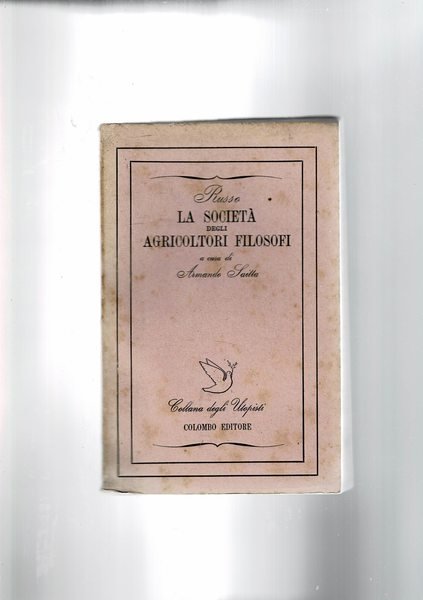 Russo
LA SOCIETÀ
DEGLI
AGRICOLTORI FILOSOFI
a cura di
Armando Saitta
Collana degli Utopisti
COLOMBO EDITORE